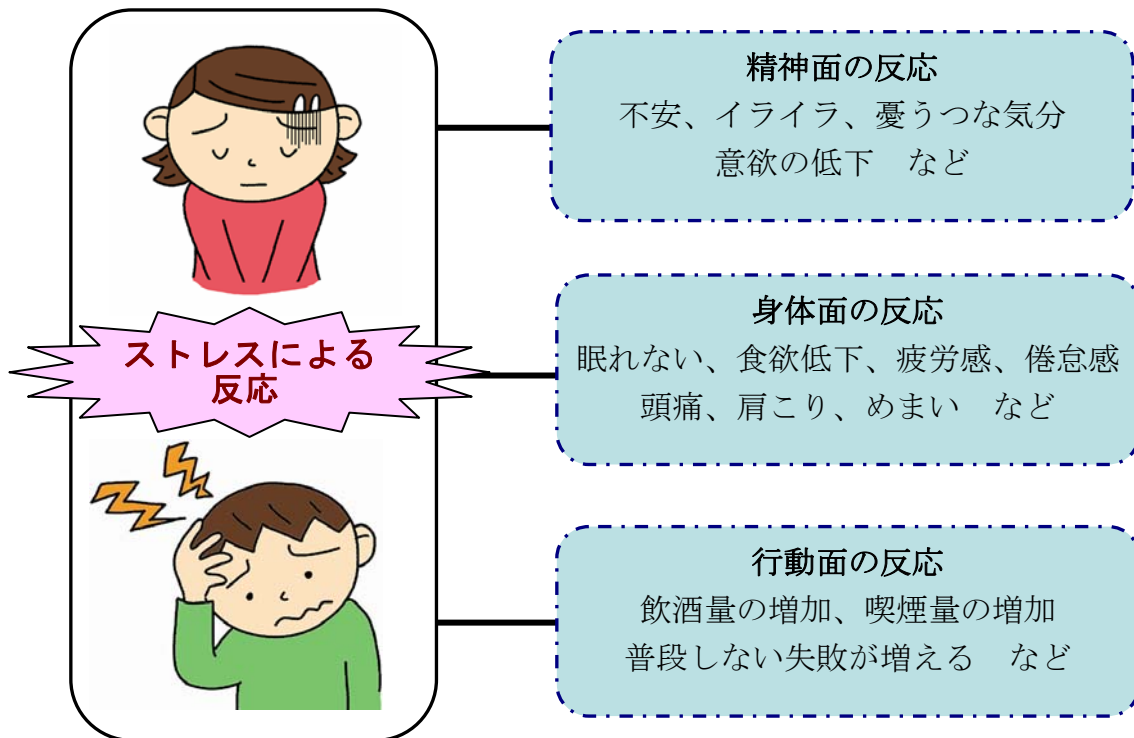 ストレスによる
反応
精神面の反応
不安、イライラ、憂うつな気分
意欲の低下　など
身体面の反応
眠れない、食欲低下、疲労感、倦怠感
頭痛、肩こり、めまい　など
行動面の反応
飲酒量の増加、喫煙量の増加
普段しない失敗が増える　など